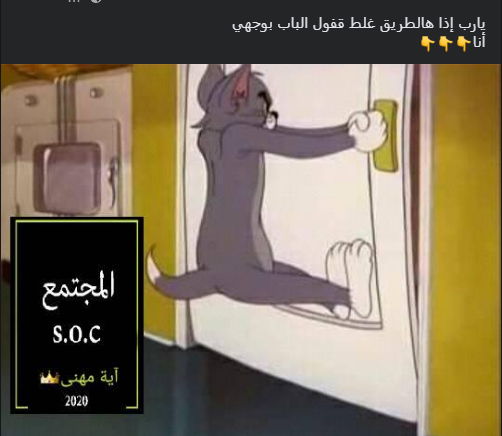 يارب إذا هالطريق غلط قفول الباب بوجهي
أنا👇👇👇
المجتمع
S.O.C
آية مهنى👑
2020